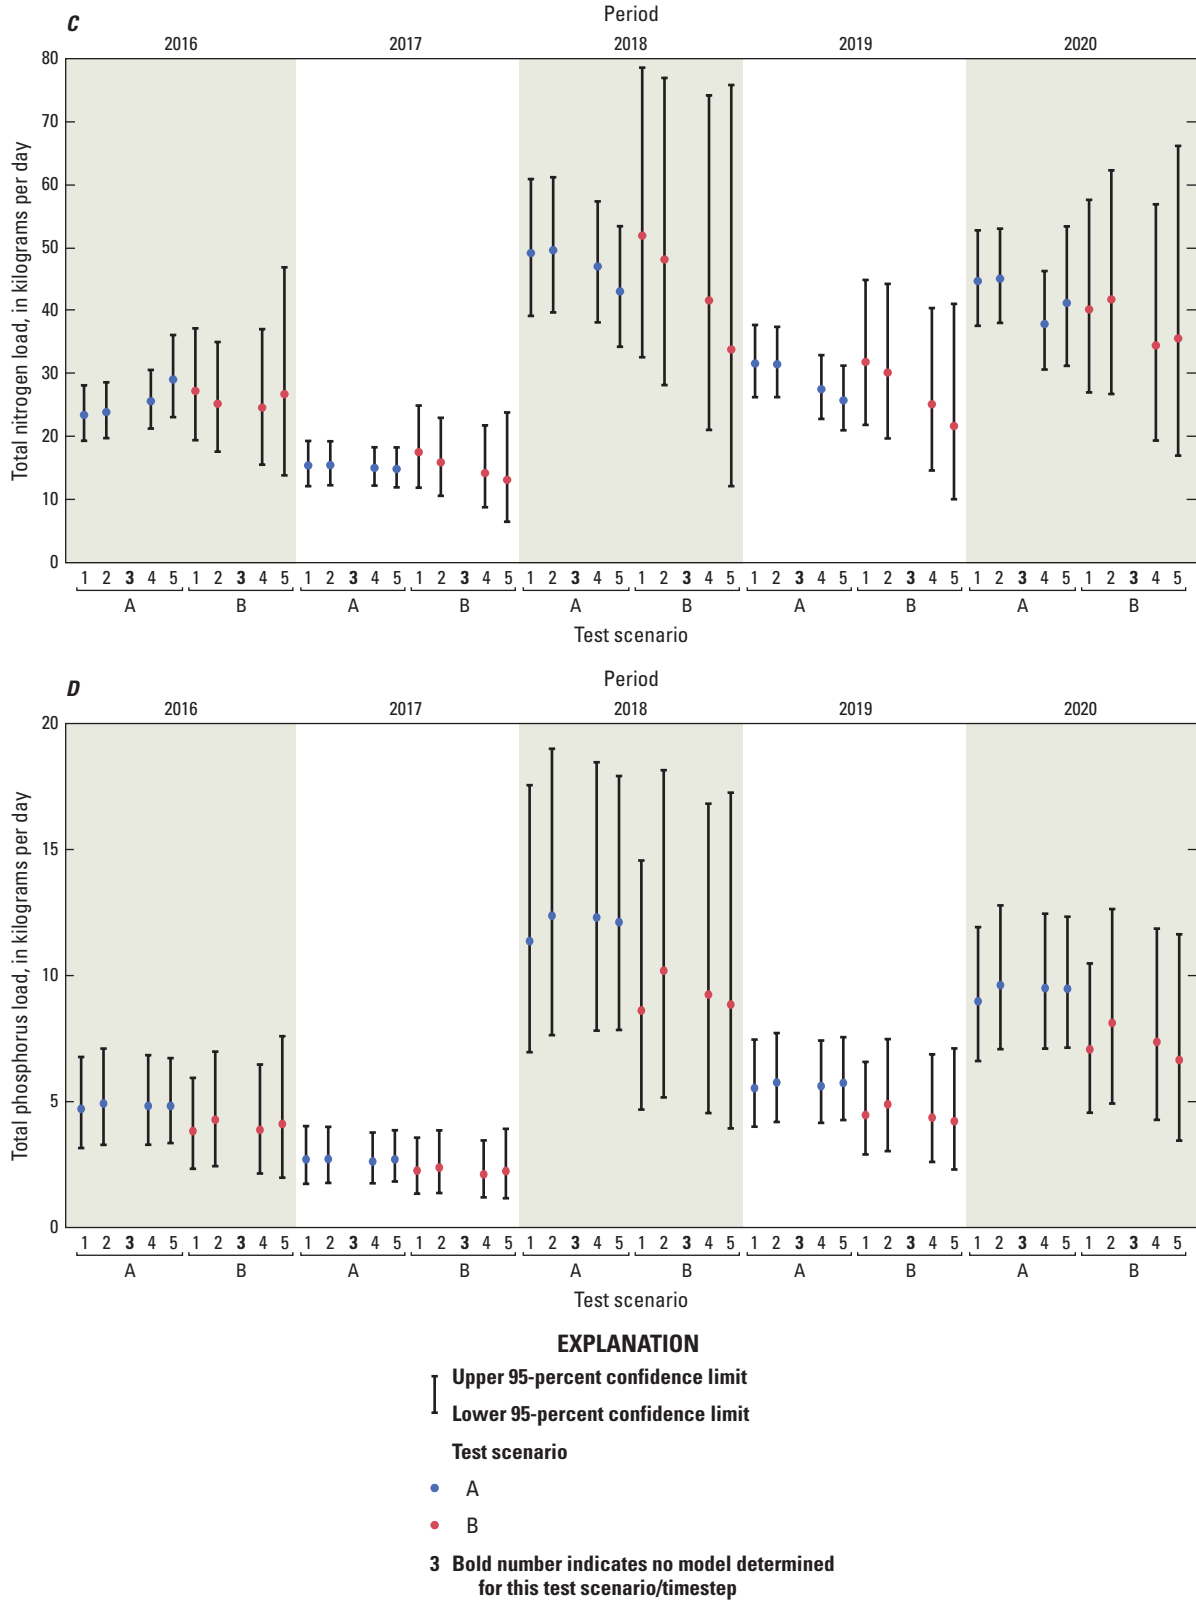 C
Period
2016 2017 2018 2019 2020
Total nitrogen load, in kilograms per day
80
70
60
50
40
30
20
10
0
1 2 3 4 5 1 2 3 4 5 1 2 3 4 5 1 2 3 4 5 1 2 3 4 5 1 2 3 4 5 1 2 3 4 5 1 2 3 4 5 1 2 3 4 5 1 2 3 4 5
A B A B A B A B A B
Test scenario
D
Period
2016 2017 2018 2019 2020
Total phosphorus load, in kilograms per day
20
15
10
5
0
1 2 3 4 5 1 2 3 4 5 1 2 3 4 5 1 2 3 4 5 1 2 3 4 5 1 2 3 4 5 1 2 3 4 5 1 2 3 4 5 1 2 3 4 5 1 2 3 4 5
A B A B A B A B A B
Test scenario
EXPLANATION
Upper 95-percent confidence limit
Lower 95-percent confidence limit
Test scenario
A
B
3 Bold number indicates no model determined
for this test scenario/timestep